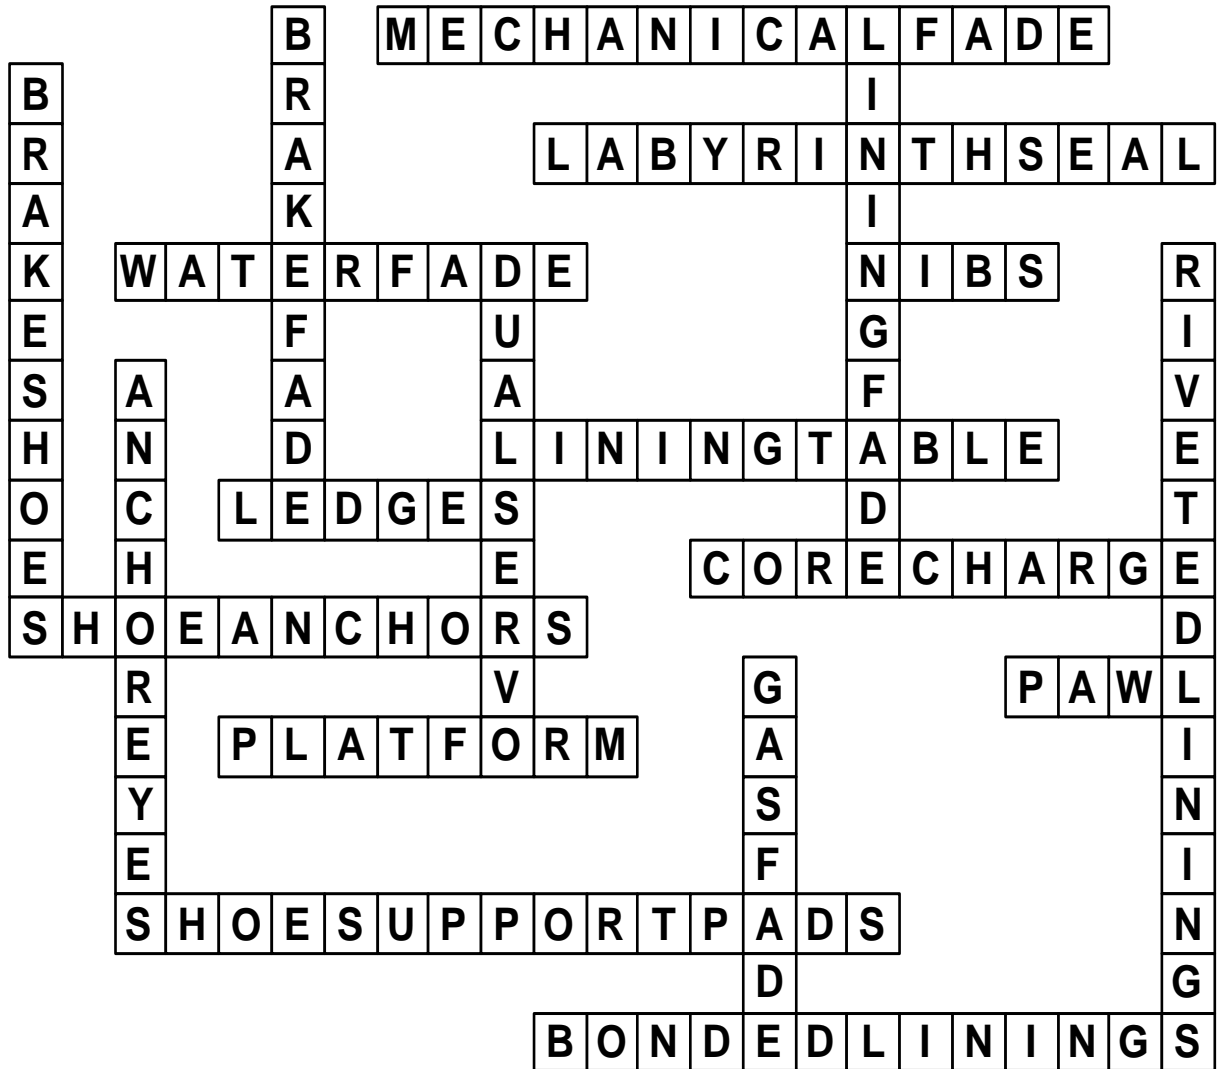 BRAKEFADE
MECHANICALFADE
LININGFADE
BRAKESHOES
LABYRINTHSEAL
WATERFADE
DUALSERVO
NIBS
RIVETEDLININGS
ANCHOREYES
LININGTABLE
LEDGES
CORECHARGE
SHOEANCHORS
GASFADE
PAWL
PLATFORM
SHOESUPPORTPADS
BONDEDLININGS